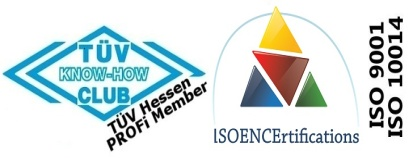 TÜV
KNOW-HOW
CLUB
TÜV Hessen
PROFi Member
ISOENCErtifications
ISO 9001
ISO 10014